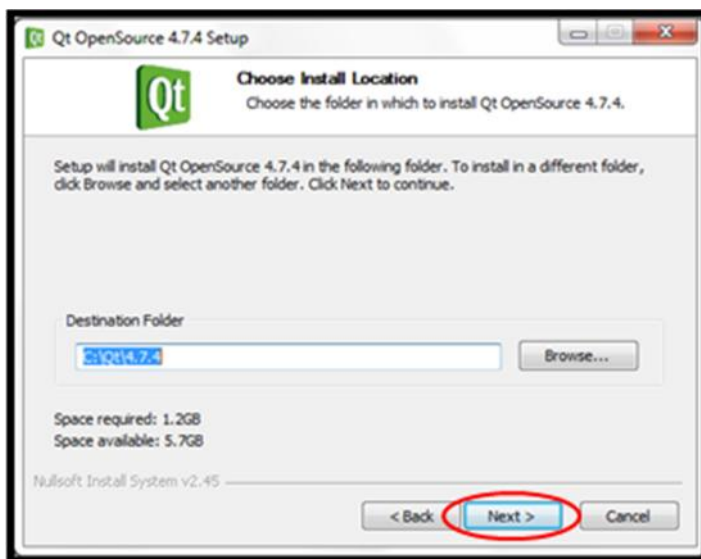 Qt OpenSource 4.7.4 Setup
Qt
Choose Install Location
Choose the folder in which to install Qt OpenSource 4.7.4.
Setup will install Qt OpenSource 4.7.4 in the following folder. To install in a different folder,
click Browse and select another folder. Click Next to continue.
Destination Folder
C:\Qt\4.7.4
Browse...
Space required: 1.2GB
Space available: 5.7GB
Nullsoft Install System v2.45
< Back
Next >
Cancel